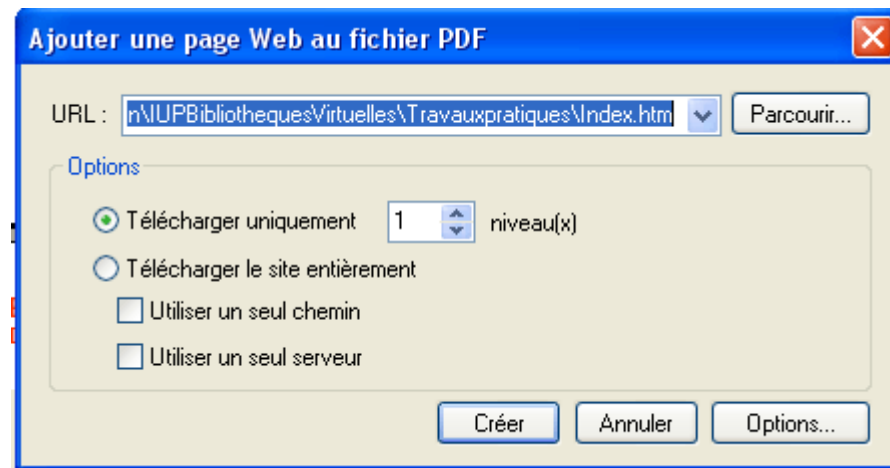 Ajouter une page Web au fichier PDF
URL : n\IUPBibliothequesVirtuelles\Travauxpratiques\Index.htm Parcourir...
Options
Télécharger uniquement 1 niveau(x)
Télécharger le site entièrement
Utiliser un seul chemin
Utiliser un seul serveur
Créer Annuler Options...